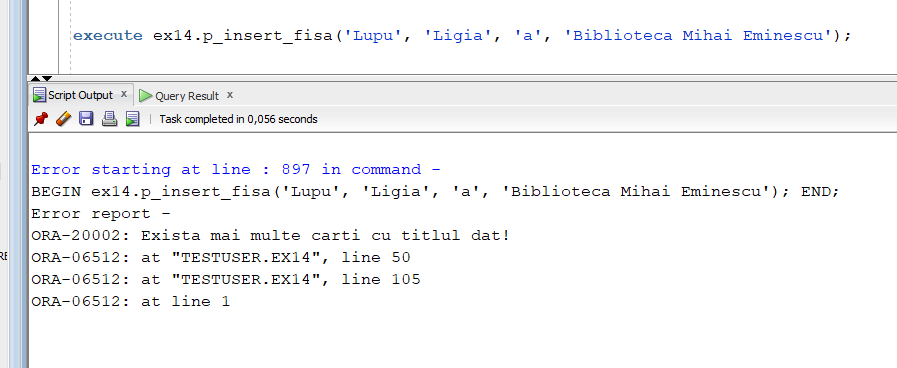 execute ex14.p_insert_fisa('Lupu', 'Ligia', 'a', 'Biblioteca Mihai Eminescu');
Script Output x Query Result x
Task completed in 0,056 seconds
Error starting at line : 897 in command -
BEGIN ex14.p_insert_fisa('Lupu', 'Ligia', 'a', 'Biblioteca Mihai Eminescu'); END;
Error report -
ORA-20002: Exista mai multe carti cu titlul dat!
ORA-06512: at "TESTUSER.EX14", line 50
ORA-06512: at "TESTUSER.EX14", line 105
ORA-06512: at line 1